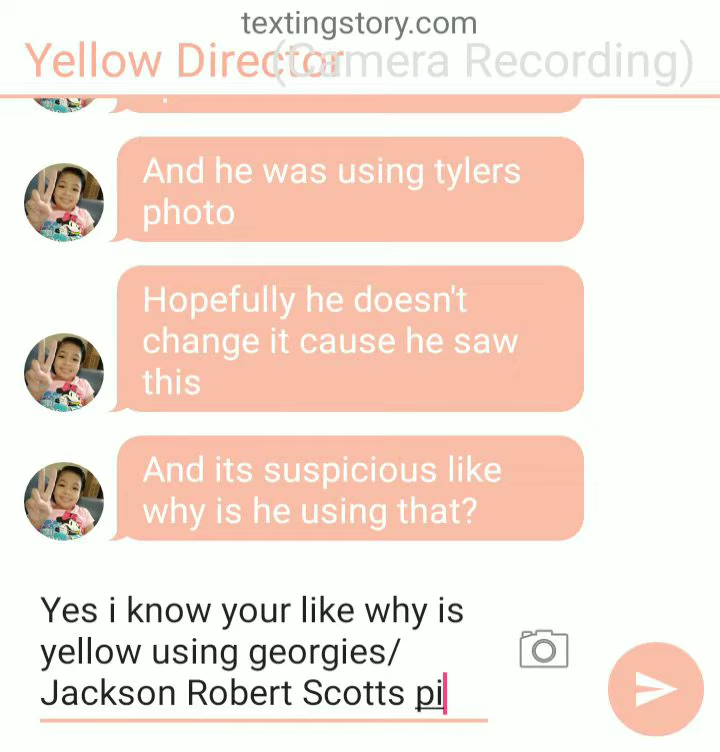 textingstory.com
Yellow Director
(Camera Recording)
And he was using tylers
photo
Hopefully he doesn't
change it cause he saw
this
And its suspicious like
why is he using that?
Yes i know your like why is
yellow using georgies/
Jackson Robert Scotts pi